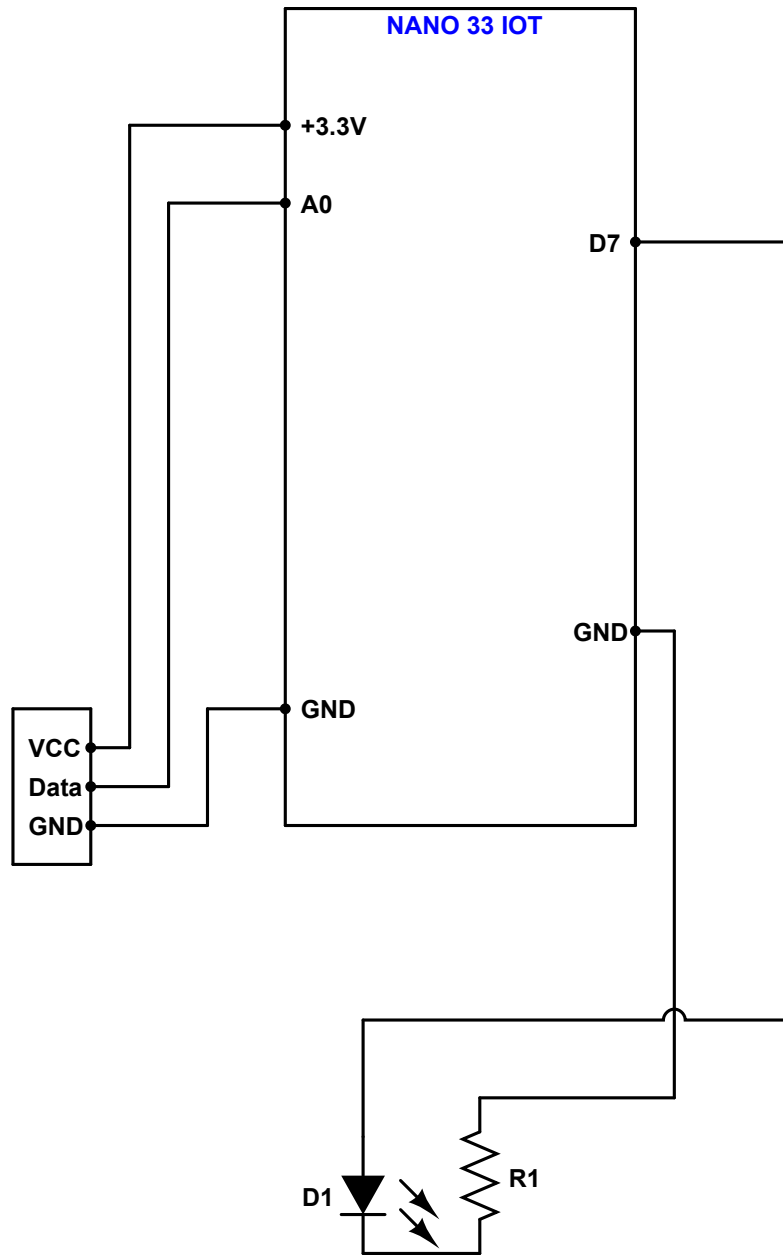 NANO 33 IOT
+3.3V
A0
D7
GND
GND
VCC
Data
GND
D1
R1